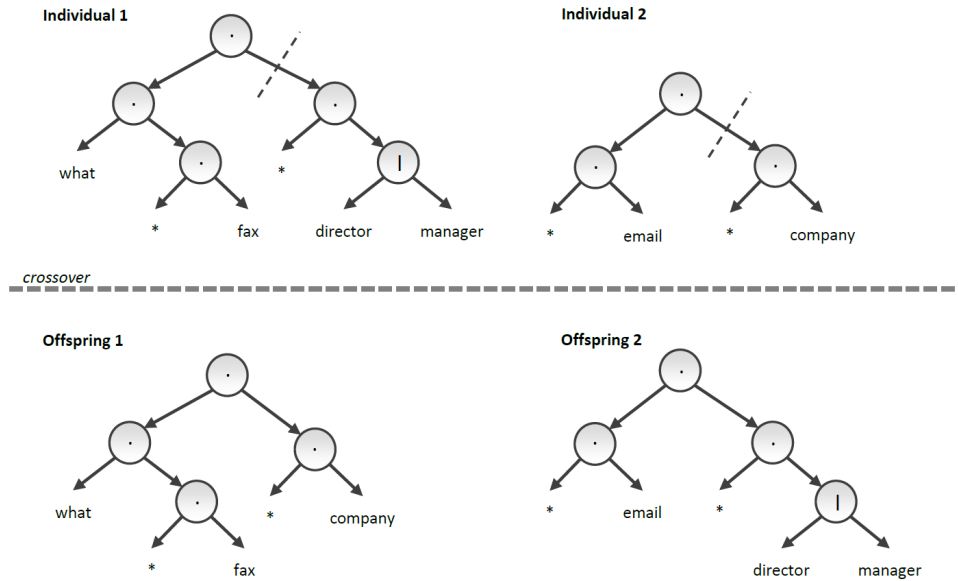 Individual 1
Individual 2
.
.
.
.
.
|
what
*
*
fax
director
manager
.
.
.
*
email
*
company
crossover
Offspring 1
Offspring 2
.
.
.
.
what
*
company
*
fax
.
.
.
|
*
email
*
director
manager